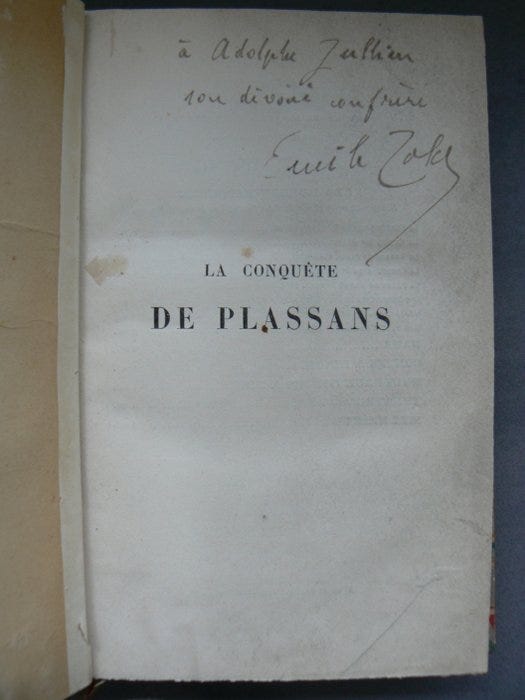 à Adolphe Jullien
son dévoué confrère
Emile Zola
LA CONQUÊTE
DE PLASSANS